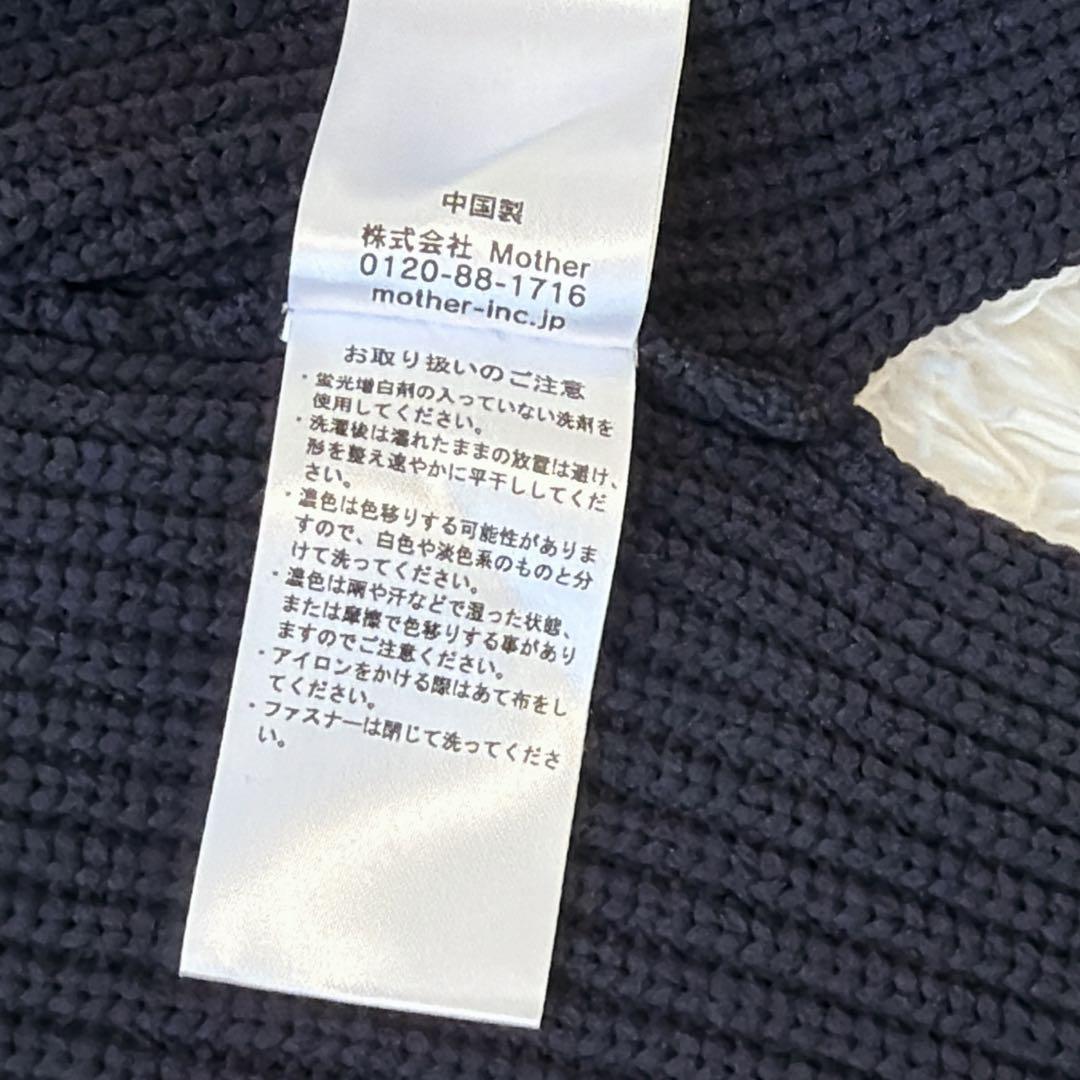 中国製
株式会社 Mother
0120-88-1716
mother-inc.jp
お取り扱いのご注意
・蛍光増白剤の入っていない洗剤を
使用してください。
・洗濯後は濡れたままの放置は避け、
形を整え速やかに平干ししてくだ
さい。
・濃色は色移りする可能性がありま
すので、白色や淡色系のものと分
けて洗ってください。
・濃色は雨や汗などで湿った状態、
または摩擦で色移りする事があり
ますのでご注意ください。
・アイロンをかける際はあて布をし
てください。
・ファスナーは閉じて洗ってくださ
い。